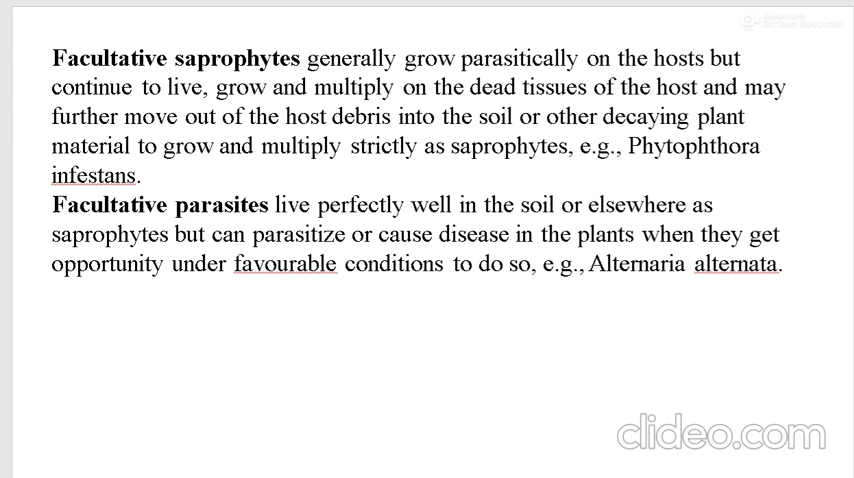 Facultative saprophytes generally grow parasitically on the hosts but
continue to live, grow and multiply on the dead tissues of the host and may
further move out of the host debris into the soil or other decaying plant
material to grow and multiply strictly as saprophytes, e.g., Phytophthora
infestans.
Facultative parasites live perfectly well in the soil or elsewhere as
saprophytes but can parasitize or cause disease in the plants when they get
opportunity under favourable conditions to do so, e.g., Alternaria alternata.
clideo.com